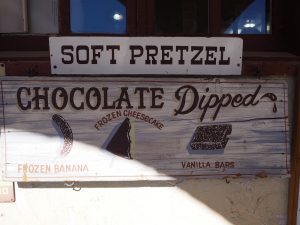 SOFT PRETZEL
CHOCOLATE Dipped
FROZEN CHEESECAKE
FROZEN BANANA
VANILLA BARS